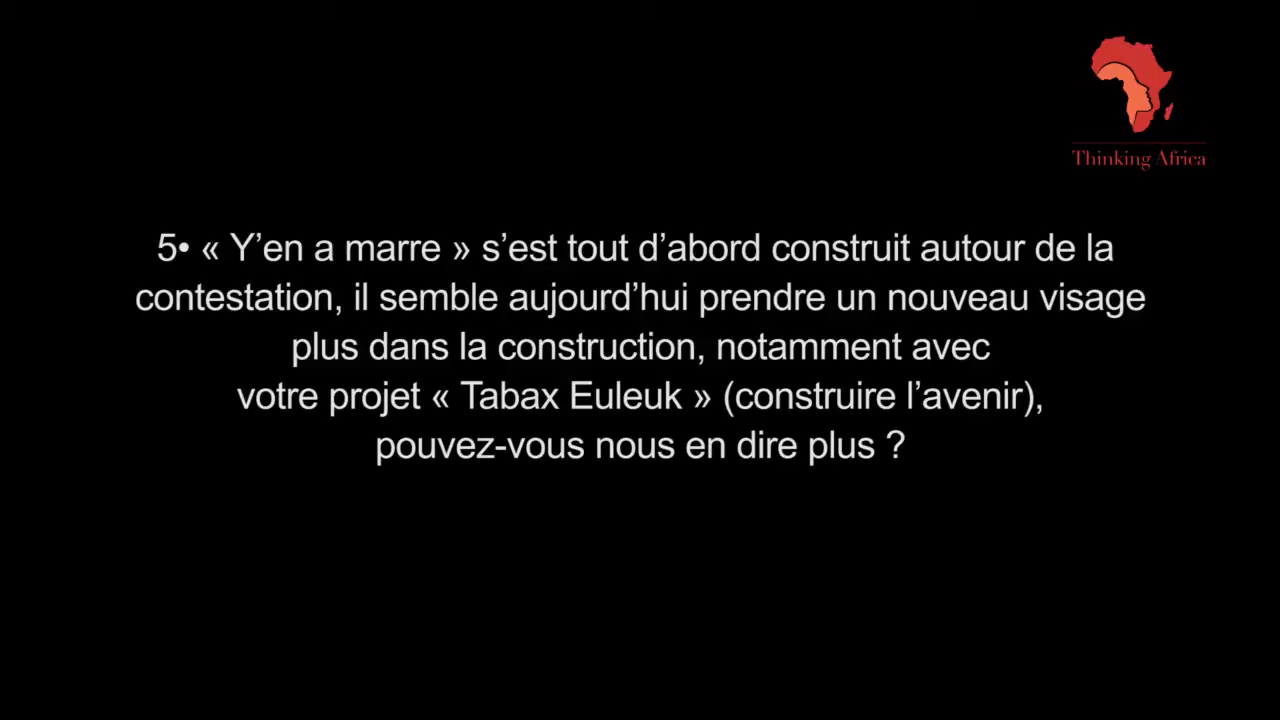 Thinking Africa
5• « Y’en a marre » s’est tout d’abord construit autour de la
contestation, il semble aujourd’hui prendre un nouveau visage
plus dans la construction, notamment avec
votre projet « Tabax Euleuk » (construire l’avenir),
pouvez-vous nous en dire plus ?